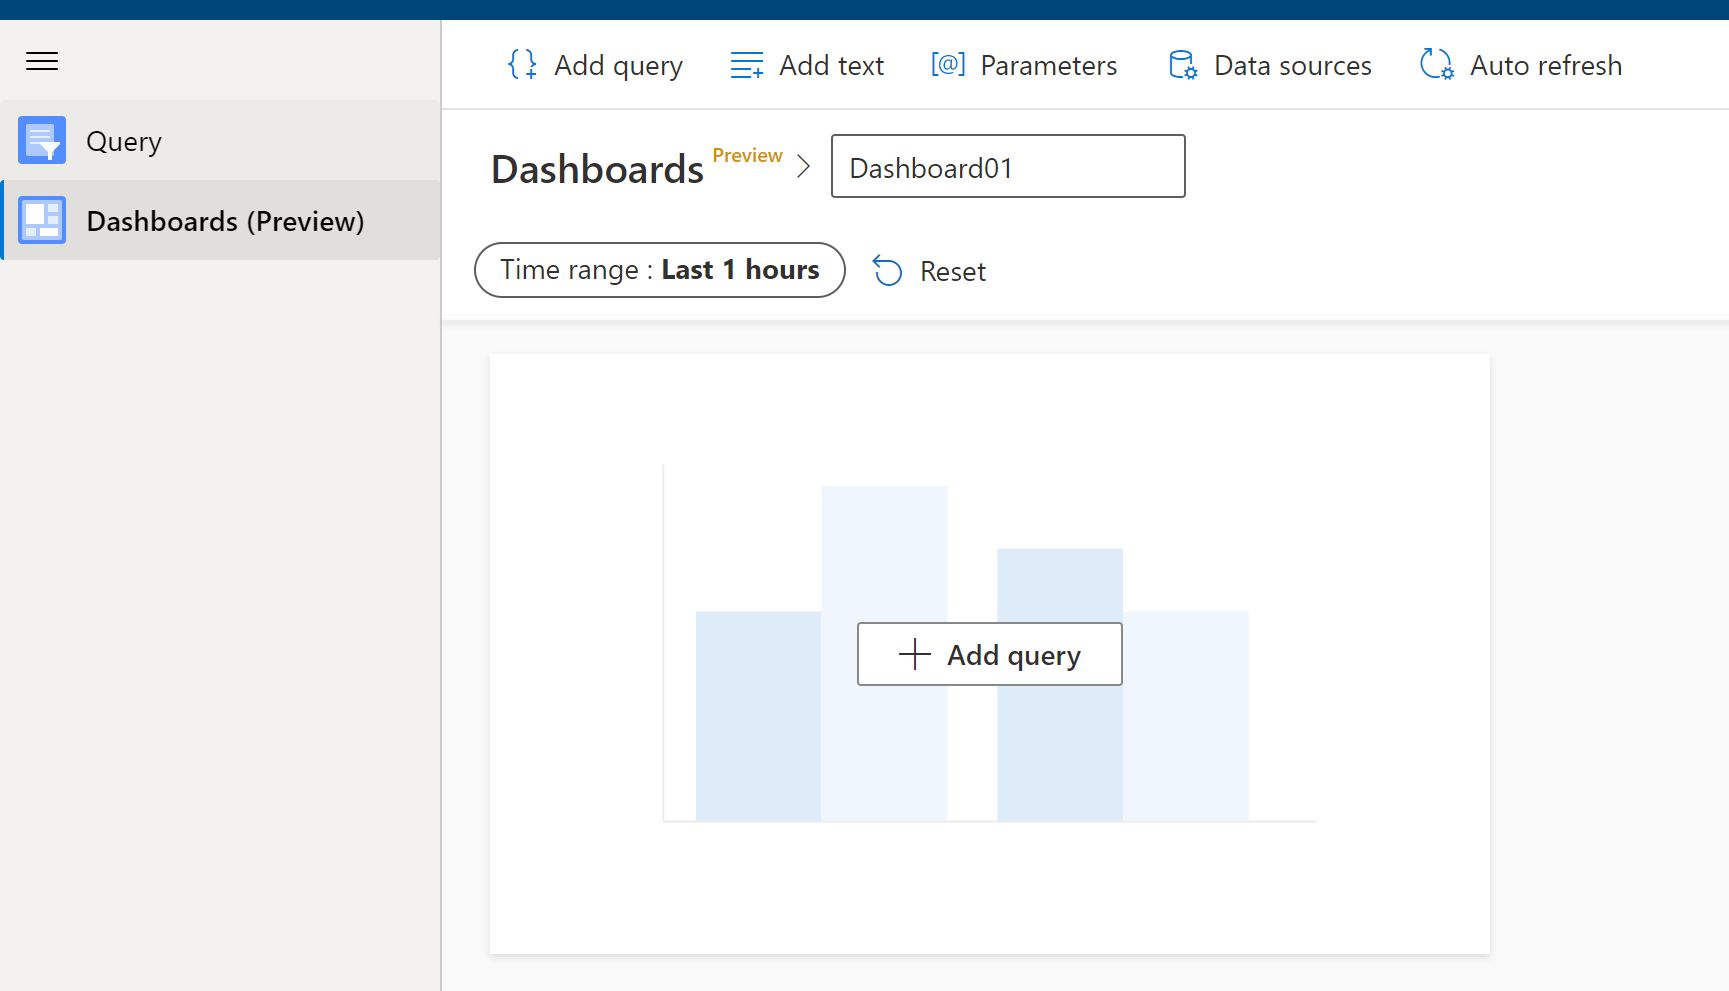 Add query
Add text
Parameters
Data sources
Auto refresh
Query
Dashboards (Preview)
Dashboards Preview
Dashboard01
Time range : Last 1 hours
Reset
Add query